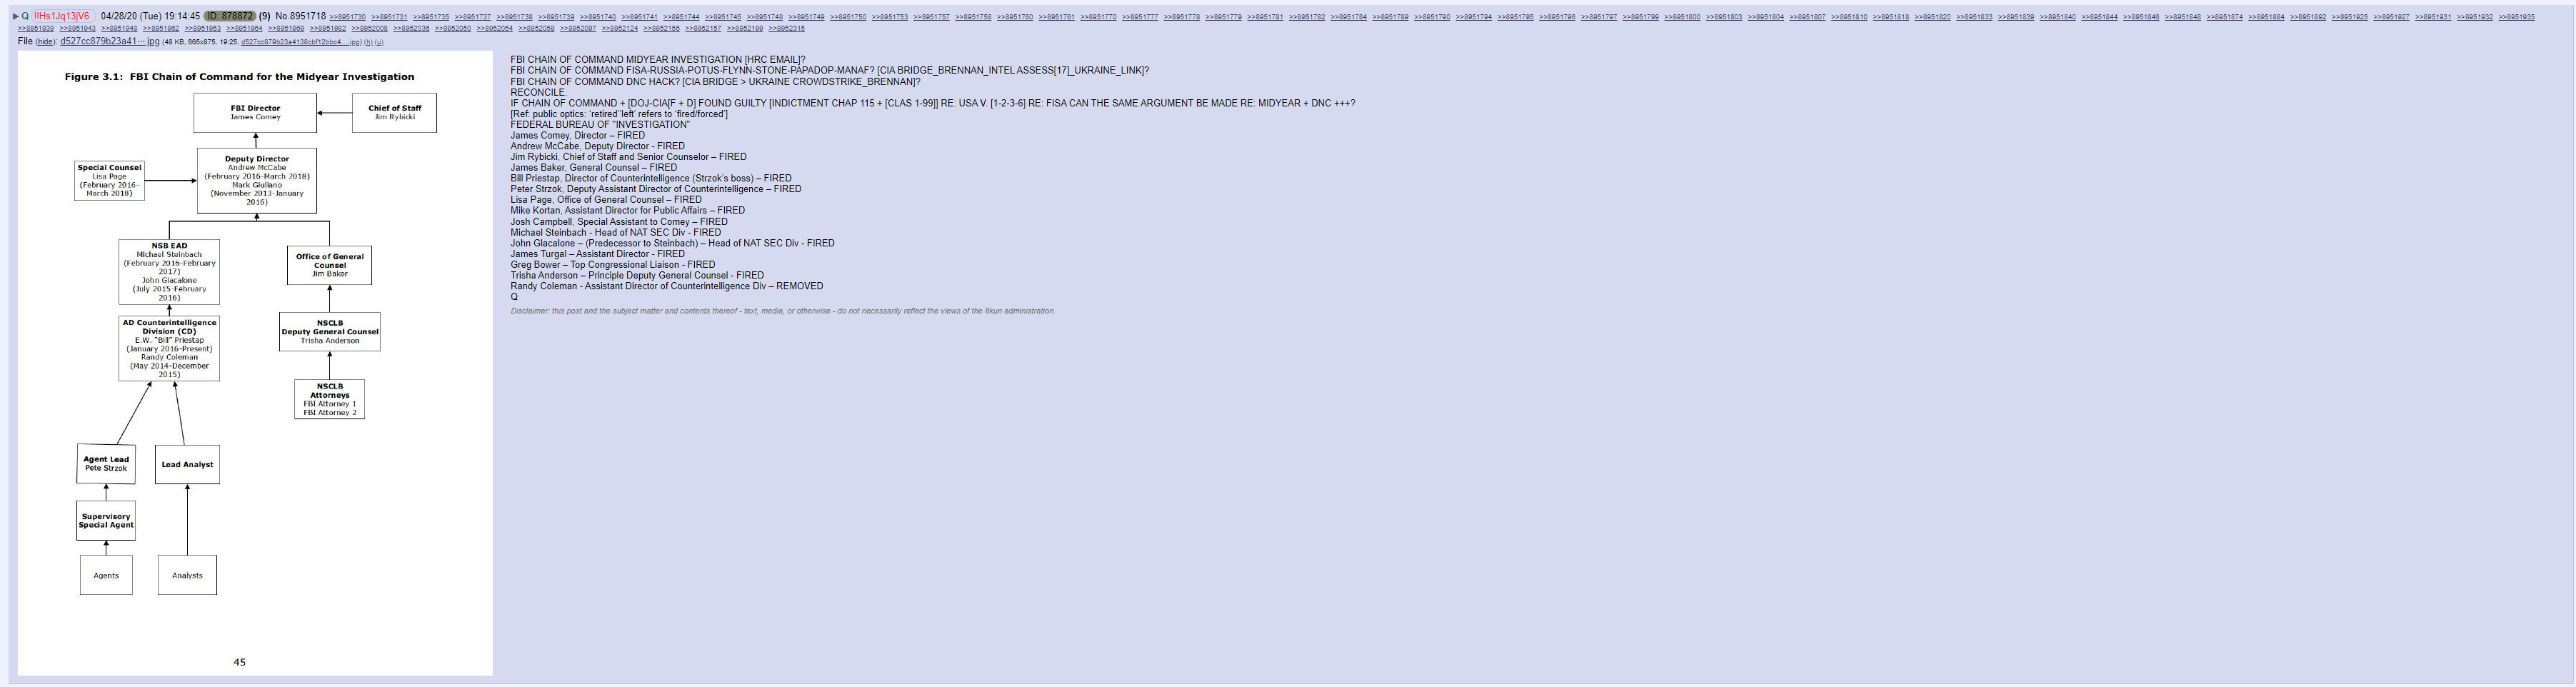 ▶ Q !!Hs1Jq13jV6 04/28/20 (Tue) 19:14:45 ID: 878872 (9) No.8951718 >>8951730 >>8951731 >>8951735 >>8951737 >>8951738 >>8951739 >>8951740 >>8951741 >>8951744 >>8951745 >>8951748 >>8951749 >>8951750 >>8951753 >>8951757 >>8951758 >>8951760 >>8951761 >>8951770 >>8951777 >>8951778 >>8951779 >>8951781 >>8951782 >>8951784 >>8951789 >>8951790 >>8951794 >>8951795 >>8951796 >>8951797 >>8951799 >>8951800 >>8951803 >>8951804 >>8951807 >>8951810 >>8951818 >>8951820 >>8951833 >>8951839 >>8951840 >>8951844 >>8951846 >>8951848 >>8951874 >>8951884 >>8951892 >>8951925 >>8951927 >>8951931 >>8951932 >>8951935
>>8951939 >>8951943 >>8951948 >>8951962 >>8951963 >>8951964 >>8951969 >>8951982 >>8952008 >>8952036 >>8952050 >>8952054 >>8952059 >>8952097 >>8952124 >>8952156 >>8952157 >>8952199 >>8952315
File (hide): d527cc879b23a41⋯.jpg (48 KB, 665x875, 19:25, d527cc879b23a4138cbf12bbc4….jpg) (h) (u)
Figure 3.1: FBI Chain of Command for the Midyear Investigation
FBI Director
James Comey
Chief of Staff
Jim Rybicki
Special Counsel
Lisa Page
(February 2016-
March 2018)
Deputy Director
Andrew McCabe
(February 2016-March 2018)
Mark Giuliano
(November 2013-January
2016)
NSB EAD
Michael Steinbach
(February 2016-February
2017)
John Giacalone
(July 2015-February
2016)
Office of General
Counsel
Jim Baker
AD Counterintelligence
Division (CD)
E.W. "Bill" Priestap
(January 2016-Present)
Randy Coleman
(May 2014-December
2015)
NSCLB
Deputy General Counsel
Trisha Anderson
NSCLB
Attorneys
FBI Attorney 1
FBI Attorney 2
Agent Lead
Pete Strzok
Lead Analyst
Supervisory
Special Agent
Agents
Analysts
45
FBI CHAIN OF COMMAND MIDYEAR INVESTIGATION [HRC EMAIL]?
FBI CHAIN OF COMMAND FISA-RUSSIA-POTUS-FLYNN-STONE-PAPADOP-MANAF? [CIA BRIDGE_BRENNAN_INTEL ASSESS[17]_UKRAINE_LINK]?
FBI CHAIN OF COMMAND DNC HACK? [CIA BRIDGE > UKRAINE CROWDSTRIKE_BRENNAN]?
RECONCILE.
IF CHAIN OF COMMAND + [DOJ-CIA[F + D] FOUND GUILTY [INDICTMENT CHAP 115 + [CLAS 1-99]] RE: USA V. [1-2-3-6] RE: FISA CAN THE SAME ARGUMENT BE MADE RE: MIDYEAR + DNC +++?
[Ref: public optics: 'retired''left' refers to 'fired/forced']
FEDERAL BUREAU OF "INVESTIGATION"
James Comey, Director – FIRED
Andrew McCabe, Deputy Director - FIRED
Jim Rybicki, Chief of Staff and Senior Counselor – FIRED
James Baker, General Counsel – FIRED
Bill Priestap, Director of Counterintelligence (Strzok's boss) – FIRED
Peter Strzok, Deputy Assistant Director of Counterintelligence – FIRED
Lisa Page, Office of General Counsel – FIRED
Mike Kortan, Assistant Director for Public Affairs – FIRED
Josh Campbell, Special Assistant to Comey – FIRED
Michael Steinbach - Head of NAT SEC Div - FIRED
John Glacalone – (Predecessor to Steinbach) – Head of NAT SEC Div - FIRED
James Turgal – Assistant Director - FIRED
Greg Bower – Top Congressional Liaison - FIRED
Trisha Anderson – Principle Deputy General Counsel - FIRED
Randy Coleman - Assistant Director of Counterintelligence Div – REMOVED
Q
Disclaimer: this post and the subject matter and contents thereof - text, media, or otherwise - do not necessarily reflect the views of the 8kun administration.